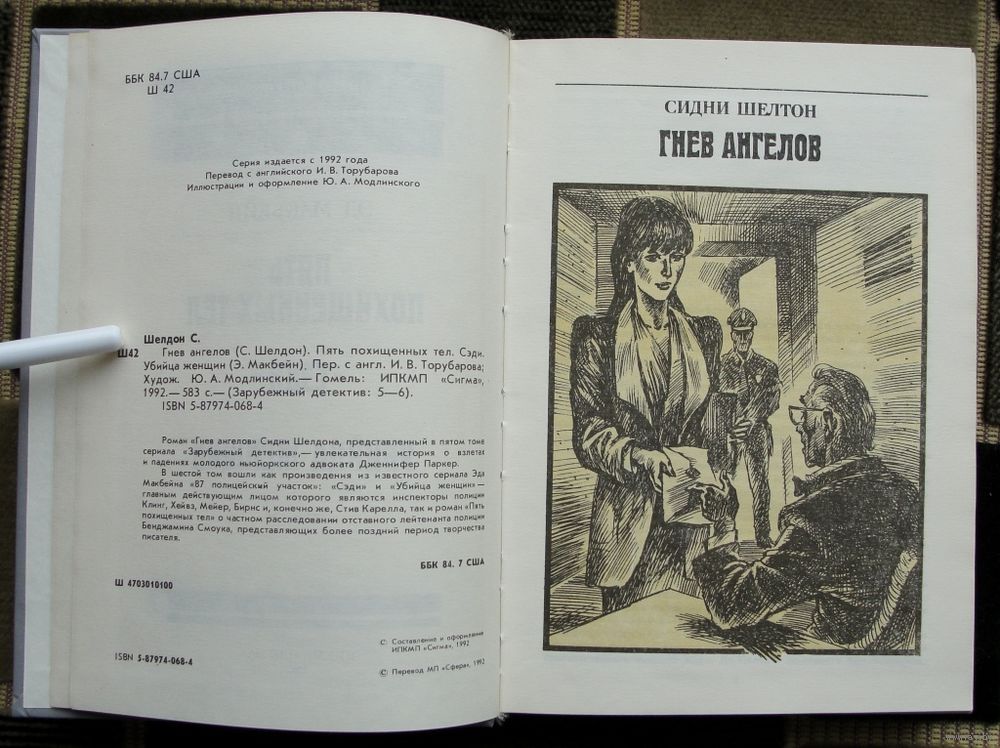 ББК 84.7 США
Ш 42
Серия издается с 1992 года
Перевод с английского И. В. Торубарова
Иллюстрации и оформление Ю. А. Модлинского
Шелдон С.
Ш42 Гнев ангелов (С. Шелдон). Пять похищенных тел. Сэди.
Убийца женщин (Э. Макбейн). Пер. с англ. И. В. Торубарова;
Худож. Ю. А. Модлинский.— Гомель: ИПКМП «Сигма»,
1992.— 583 с.— (Зарубежный детектив: 5—6).
ISBN 5-87974-068-4
Роман «Гнев ангелов» Сидни Шелдона, представленный в пятом томе
сериала «Зарубежный детектив»,— увлекательная история о взлетах
и падениях молодого ньюйоркского адвоката Дженнифер Паркер.
В шестой том вошли как произведения из известного сериала Эда
Макбейна «87 полицейский участок»: «Сэди» и «Убийца женщин»—
главным действующим лицом которого являются инспекторы полиции
Клинг, Хейвз, Мейер, Бирнс и, конечно же, Стив Карелла, так и роман «Пять
похищенных тел» о частном расследовании отставного лейтенанта полиции
Бенджамина Смоука, представляющих более поздний период творчества
писателя.
ББК 84. 7 США
Ш 4703010100
ISBN 5-87974-068-4
С: Составление и оформление
ИПКМП «Сигма», 1992
© Перевод МП «Сфера», 1992
СИДНИ ШЕЛТОН
ГНЕВ АНГЕЛОВ